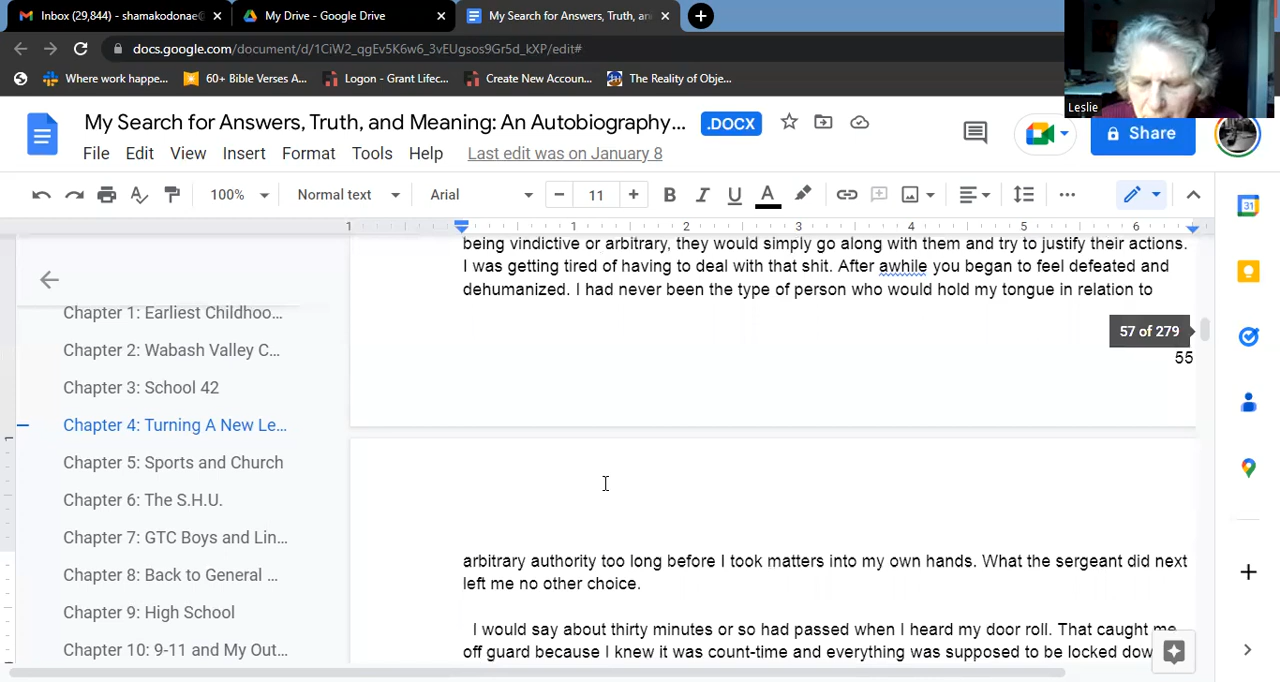 Inbox (29,844) - shamakodonae@
My Drive - Google Drive
My Search for Answers, Truth, an
docs.google.com/document/d/1CiW2_qgEv5K6w6_3vEUgsos9Gr5d_kXP/edit#
Where work happe...
60+ Bible Verses A...
Logon - Grant Lifec...
Create New Accoun...
The Reality of Obje...
Leslie
My Search for Answers, Truth, and Meaning: An Autobiography...
.DOCX
Share
File Edit View Insert Format Tools Help Last edit was on January 8
100% Normal text Arial 11 B I U A
1 1 2 3 4 5 6
31
Chapter 1: Earliest Childhoo...
Chapter 2: Wabash Valley C...
Chapter 3: School 42
Chapter 4: Turning A New Le...
Chapter 5: Sports and Church
Chapter 6: The S.H.U.
Chapter 7: GTC Boys and Lin...
Chapter 8: Back to General ...
Chapter 9: High School
Chapter 10: 9-11 and My Out...
being vindictive or arbitrary, they would simply go along with them and try to justify their actions.
I was getting tired of having to deal with that shit. After awhile you began to feel defeated and
dehumanized. I had never been the type of person who would hold my tongue in relation to
57 of 279
55
arbitrary authority too long before I took matters into my own hands. What the sergeant did next
left me no other choice.
I would say about thirty minutes or so had passed when I heard my door roll. That caught me
off guard because I knew it was count-time and everything was supposed to be locked dow